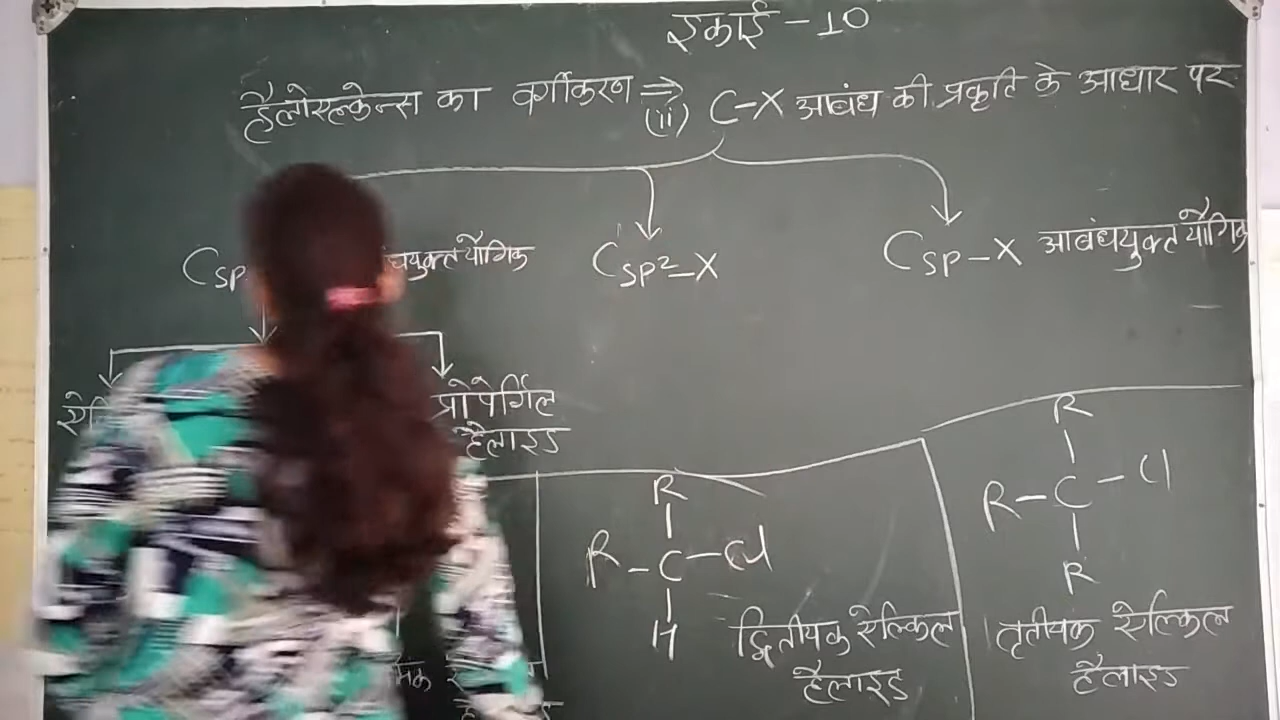 इकाई - 10
हैलोएल्केन्स का वर्गीकरण ⇒ (ii) C-X आबंध की प्रकृति के आधार पर
Csp युक्त यौगिक
Csp²-X
Csp-X आबंधयुक्त यौगिक
प्रोपेर्गिल
हैलाइड
R
R-C-Cl
H
द्वितीयक ऐल्किल
हैलाइड
R
R-C-Cl
R
तृतीयक ऐल्किल
हैलाइड